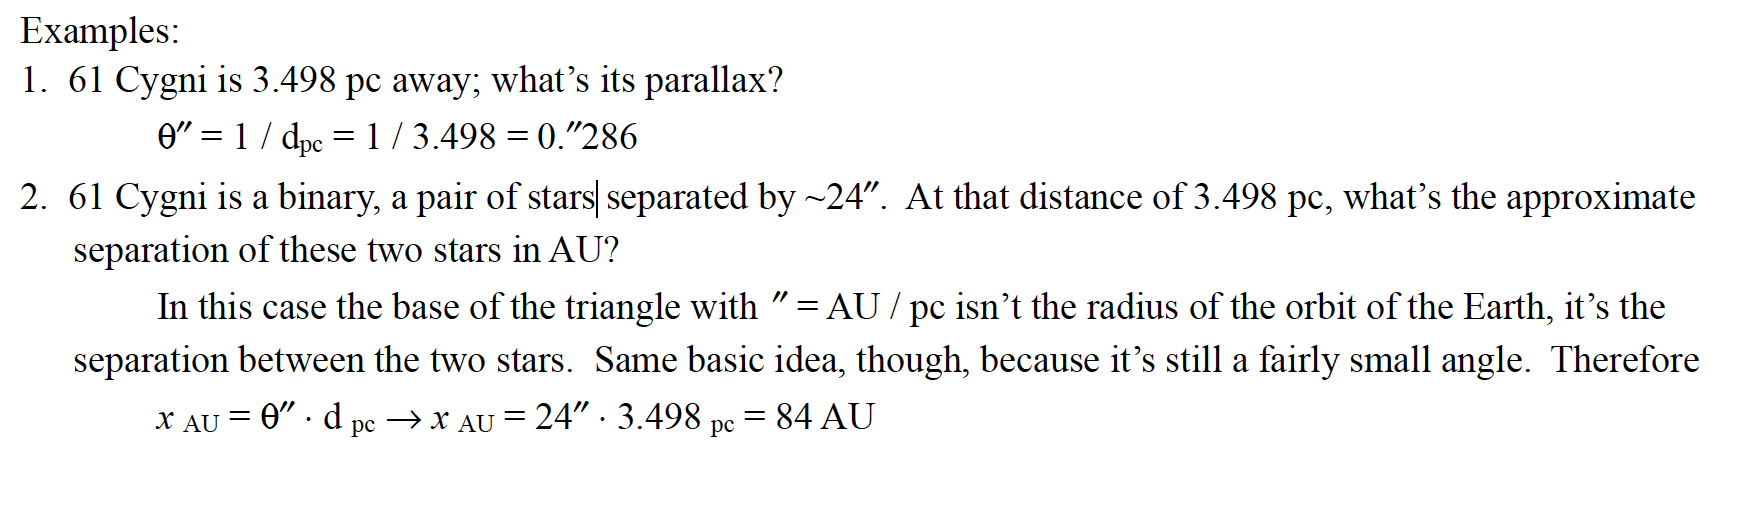 Examples:
1. 61 Cygni is 3.498 pc away; what’s its parallax?
θ″ = 1 / dpc = 1 / 3.498 = 0.″286
2. 61 Cygni is a binary, a pair of stars separated by ~24″. At that distance of 3.498 pc, what’s the approximate
separation of these two stars in AU?
In this case the base of the triangle with ″ = AU / pc isn’t the radius of the orbit of the Earth, it’s the
separation between the two stars. Same basic idea, though, because it’s still a fairly small angle. Therefore
x AU = θ″ · d pc → x AU = 24″ · 3.498 pc = 84 AU